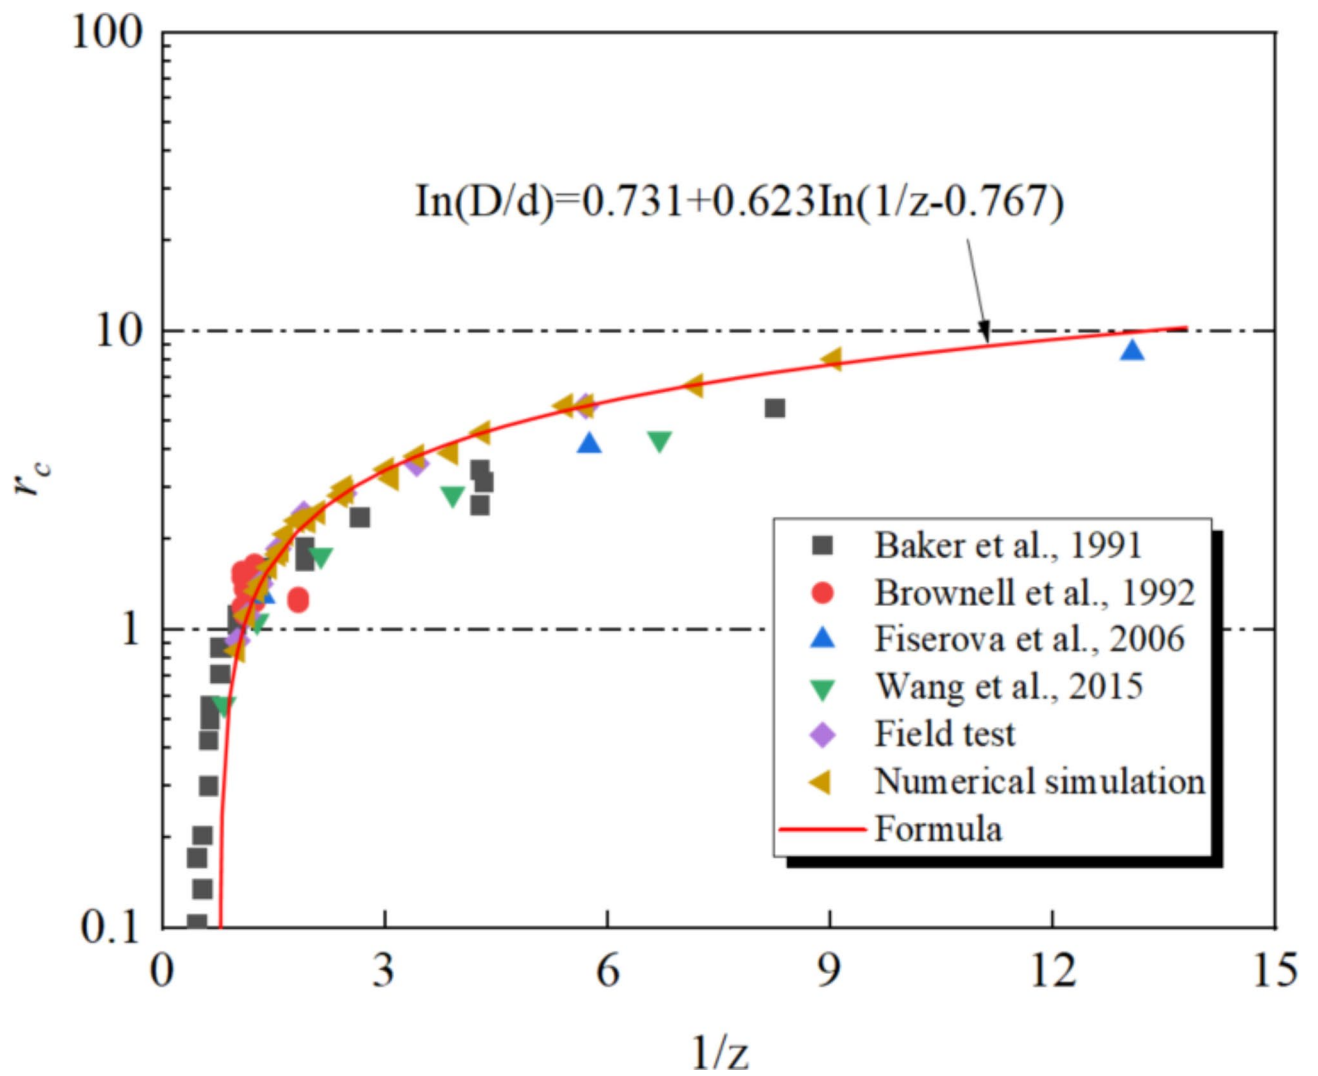 100
In(D/d)=0.731+0.623In(1/z-0.767)
10
r_c
Baker et al., 1991
Brownell et al., 1992
Fiserova et al., 2006
1
Wang et al., 2015
Field test
Numerical simulation
Formula
0.1
0 3 6 9 12 15
1/z